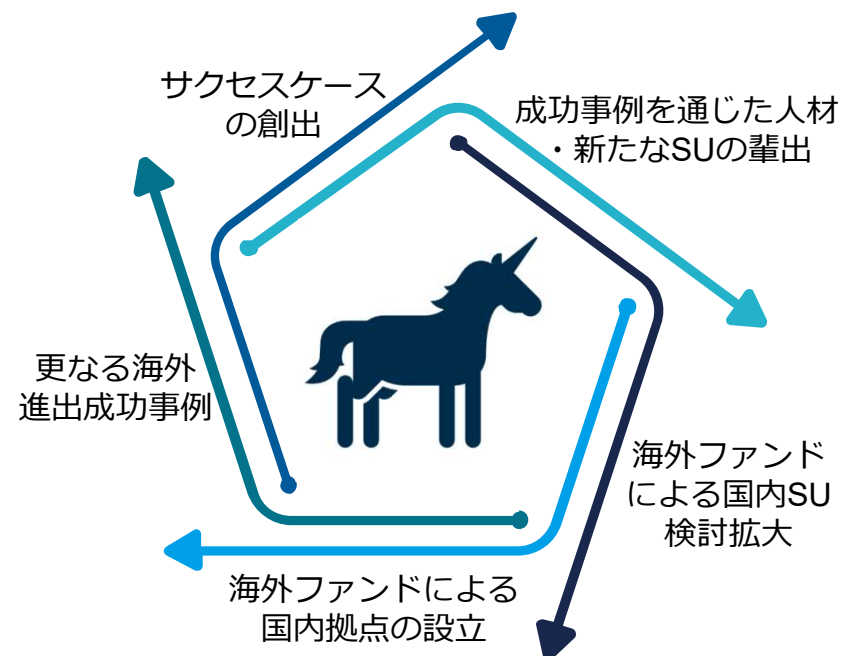 サクセスケース
の創出
成功事例を通じた人材
・新たなSUの輩出
海外ファンド
による国内SU
検討拡大
海外ファンドによる
国内拠点の設立
更なる海外
進出成功事例